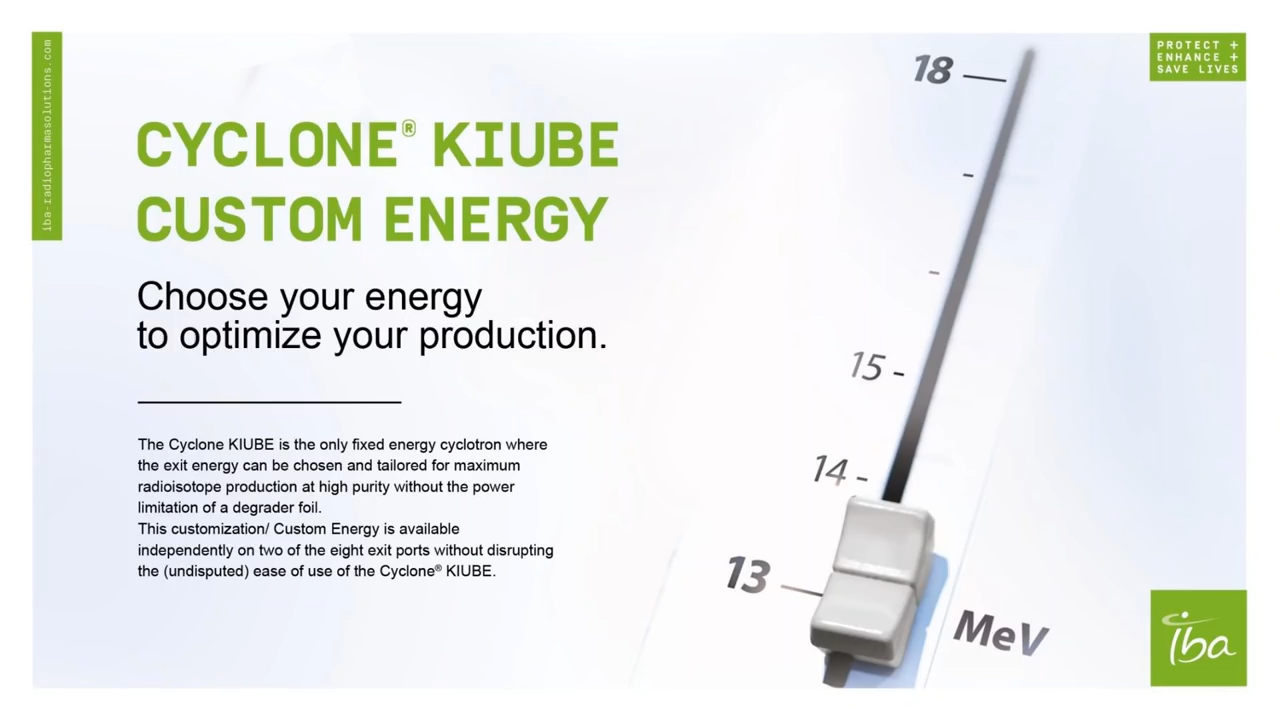 iba-radiopharmasolutions.com
PROTECT +
ENHANCE +
SAVE LIVES
CYCLONE® KIUBE
CUSTOM ENERGY
Choose your energy
to optimize your production.
The Cyclone KIUBE is the only fixed energy cyclotron where
the exit energy can be chosen and tailored for maximum
radioisotope production at high purity without the power
limitation of a degrader foil.
This customization/ Custom Energy is available
independently on two of the eight exit ports without disrupting
the (undisputed) ease of use of the Cyclone® KIUBE.
18
15
14
13
MeV
iba